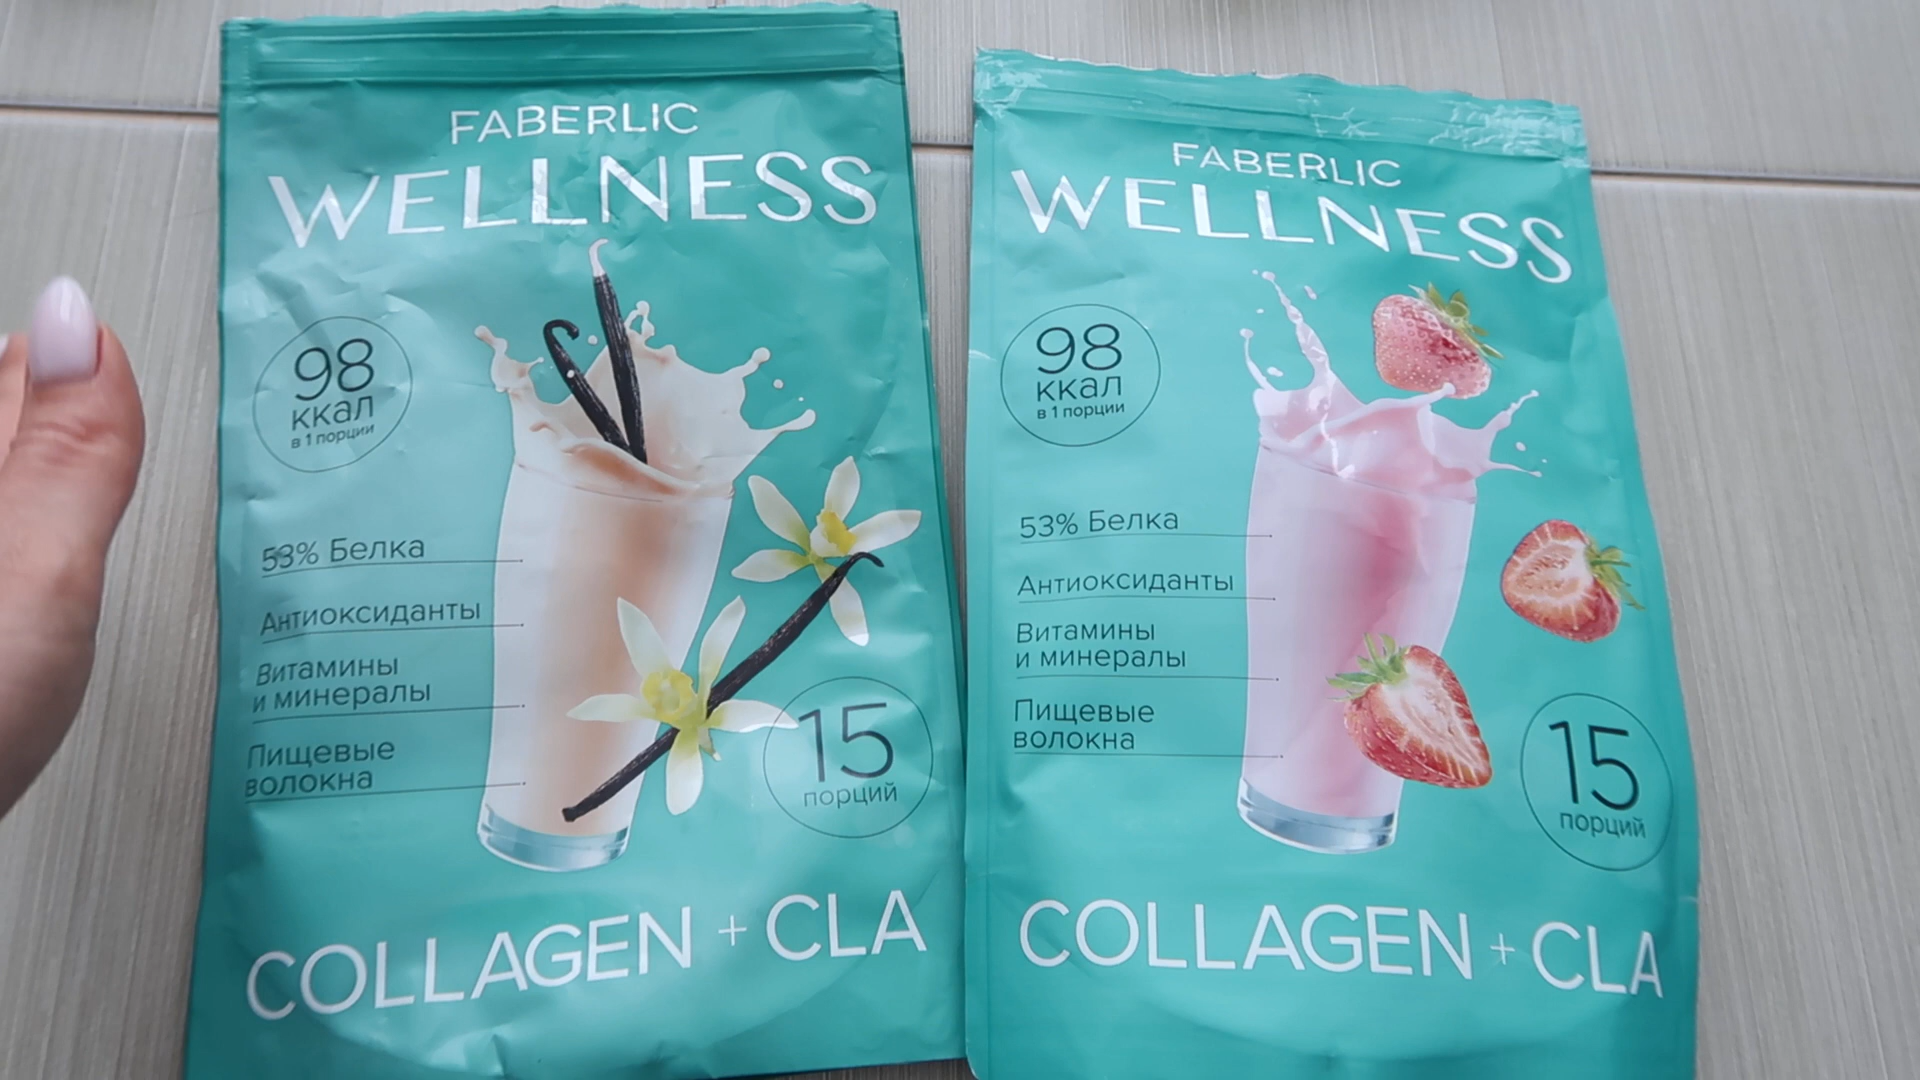 FABERLIC
WELLNESS
98
ккал
в 1 порции
53% Белка
Антиоксиданты
Витамины
и минералы
Пищевые
волокна
15
порций
COLLAGEN + CLA
FABERLIC
WELLNESS
98
ккал
в 1 порции
53% Белка
Антиоксиданты
Витамины
и минералы
Пищевые
волокна
15
порций
COLLAGEN + CLA